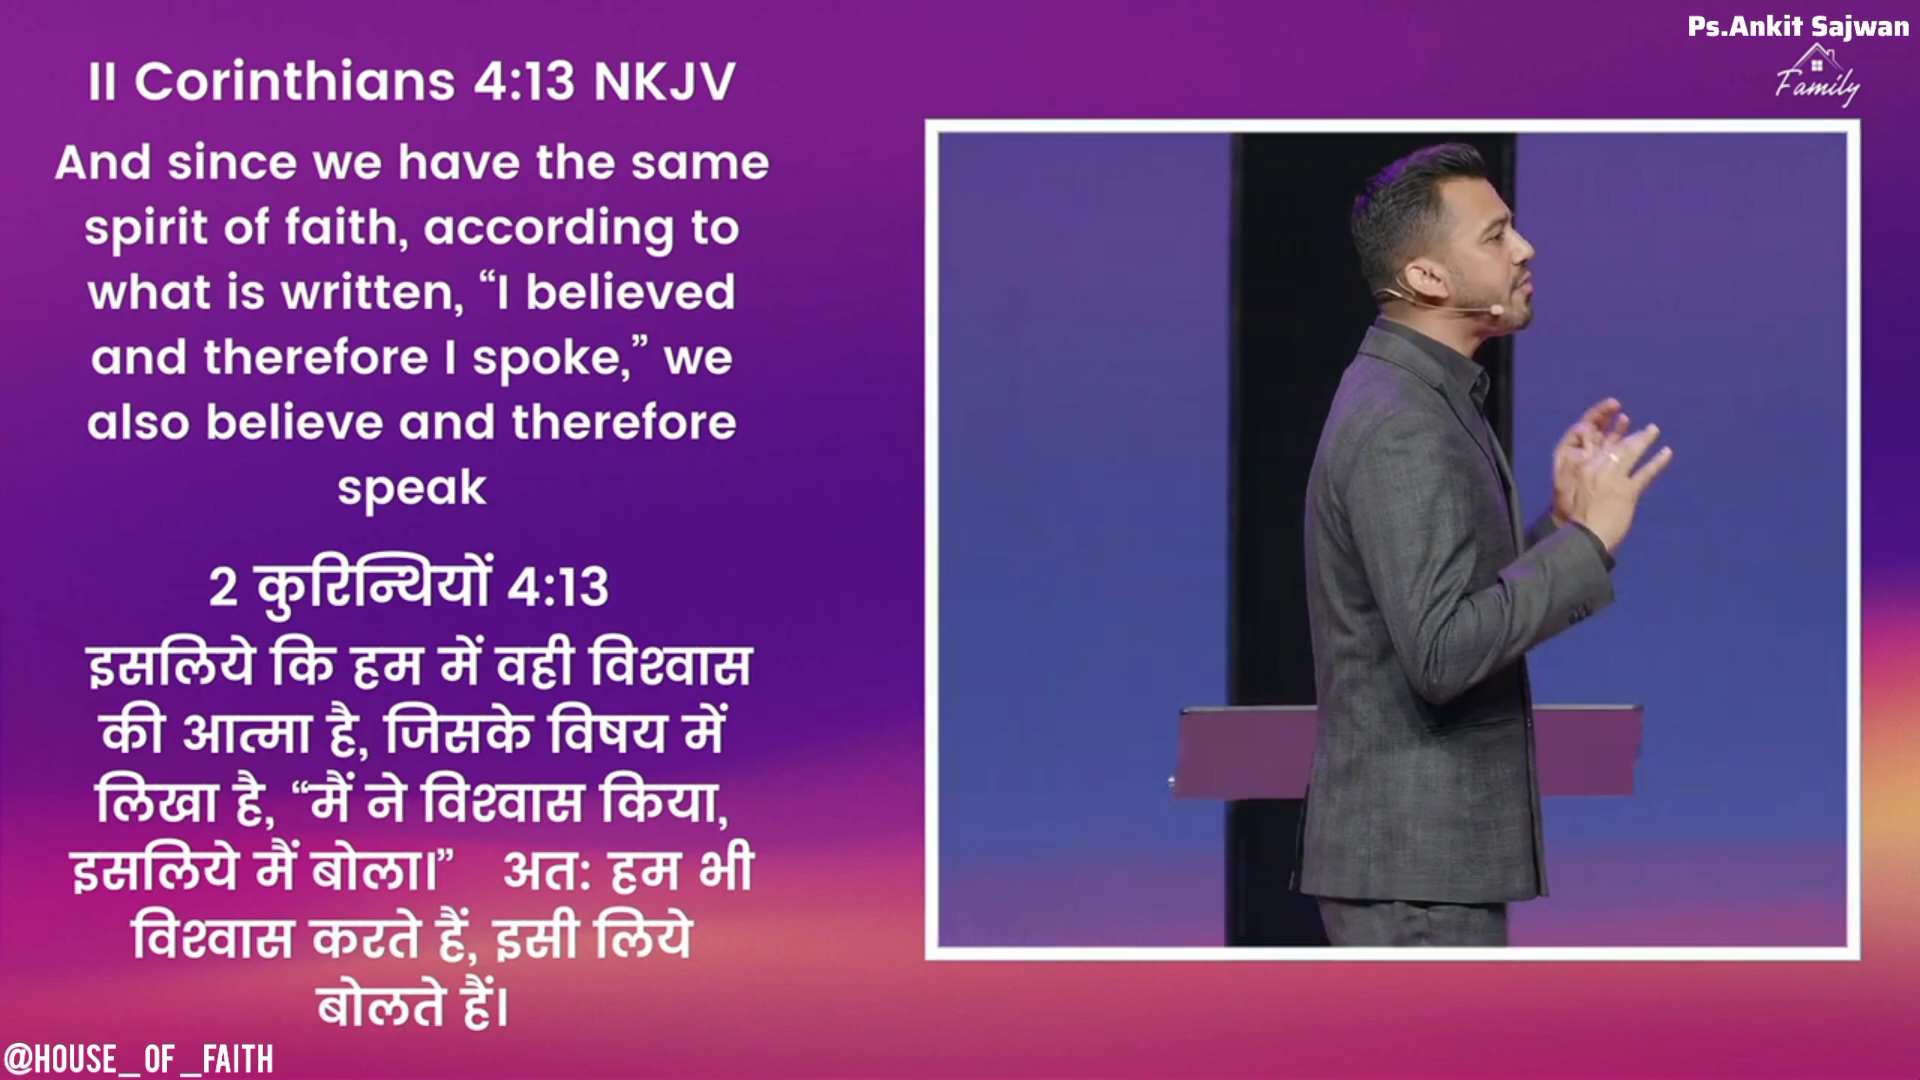 Ps.Ankit Sajwan
Family
II Corinthians 4:13 NKJV
And since we have the same
spirit of faith, according to
what is written, “I believed
and therefore I spoke,” we
also believe and therefore
speak
2 कुरिन्थियों 4:13
इसलिये कि हम में वही विश्वास
की आत्मा है, जिसके विषय में
लिखा है, “मैं ने विश्वास किया,
इसलिये मैं बोला।” अत: हम भी
विश्वास करते हैं, इसी लिये
बोलते हैं।
@HOUSE_OF_FAITH